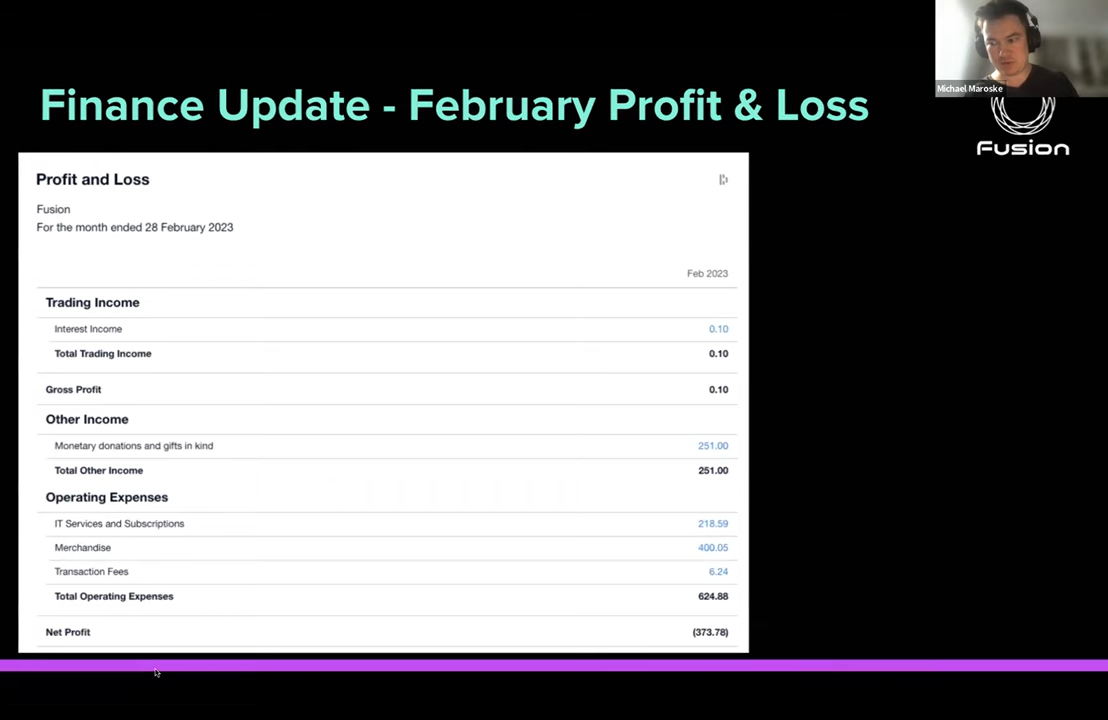 Michael Maroske
Finance Update - February Profit & Loss
Fusion
Profit and Loss
Fusion
For the month ended 28 February 2023
Feb 2023
Trading Income
Interest Income 0.10
Total Trading Income 0.10
Gross Profit 0.10
Other Income
Monetary donations and gifts in kind 251.00
Total Other Income 251.00
Operating Expenses
IT Services and Subscriptions 218.59
Merchandise 400.05
Transaction Fees 6.24
Total Operating Expenses 624.88
Net Profit (373.78)